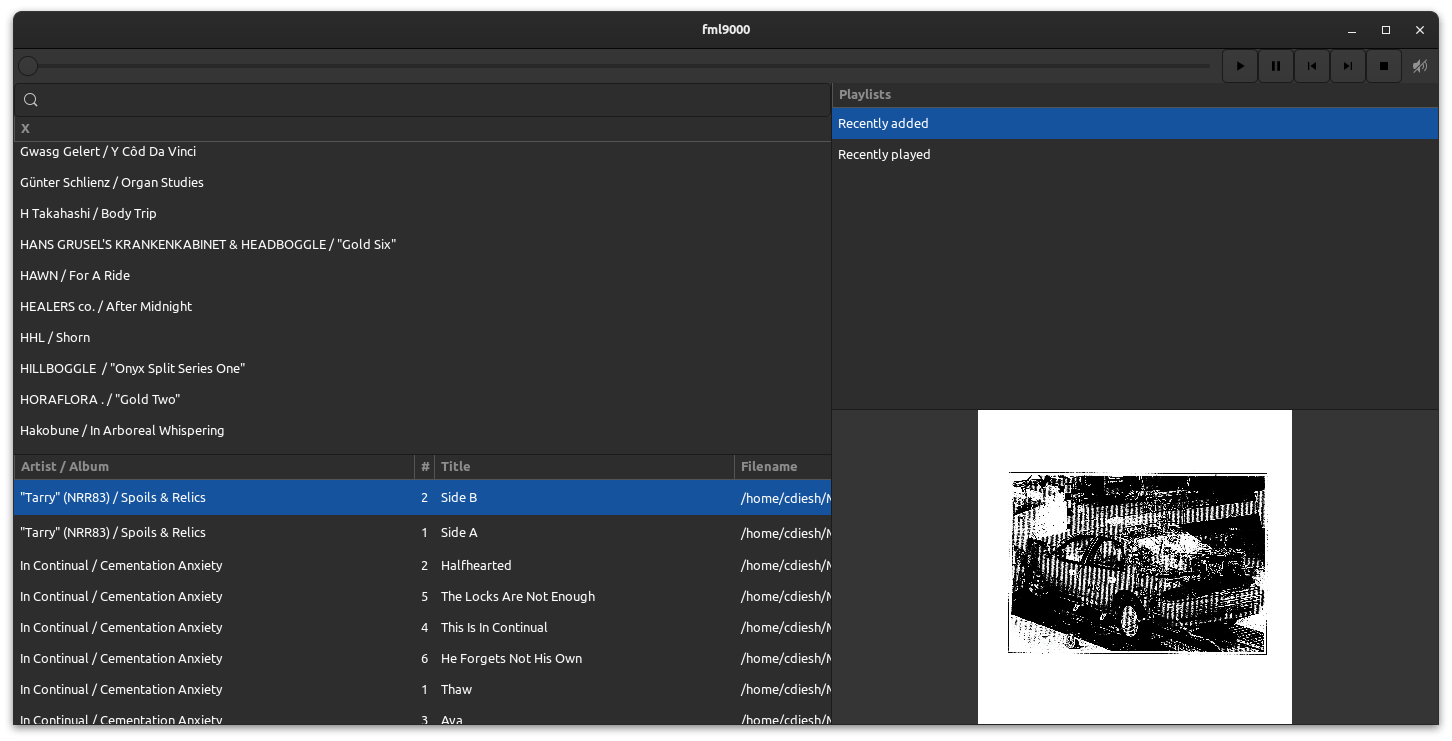 fml9000
Playlists
X
Recently added
Recently played
Gwasg Gelert / Y Côd Da Vinci
Günter Schlienz / Organ Studies
H Takahashi / Body Trip
HANS GRUSEL'S KRANKENKABINET & HEADBOGGLE / "Gold Six"
HAWN / For A Ride
HEALERS co. / After Midnight
HHL / Shorn
HILLBOGGLE  / "Onyx Split Series One"
HORAFLORA . / "Gold Two"
Hakobune / In Arboreal Whispering
Artist / Album # Title Filename
"Tarry" (NRR83) / Spoils & Relics 2 Side B /home/cdiesh/M
"Tarry" (NRR83) / Spoils & Relics 1 Side A /home/cdiesh/M
In Continual / Cementation Anxiety 2 Halfhearted /home/cdiesh/M
In Continual / Cementation Anxiety 5 The Locks Are Not Enough /home/cdiesh/M
In Continual / Cementation Anxiety 4 This Is In Continual /home/cdiesh/M
In Continual / Cementation Anxiety 6 He Forgets Not His Own /home/cdiesh/M
In Continual / Cementation Anxiety 1 Thaw /home/cdiesh/M
In Continual / Cementation Anxiety 3 Ava /home/cdiesh/M